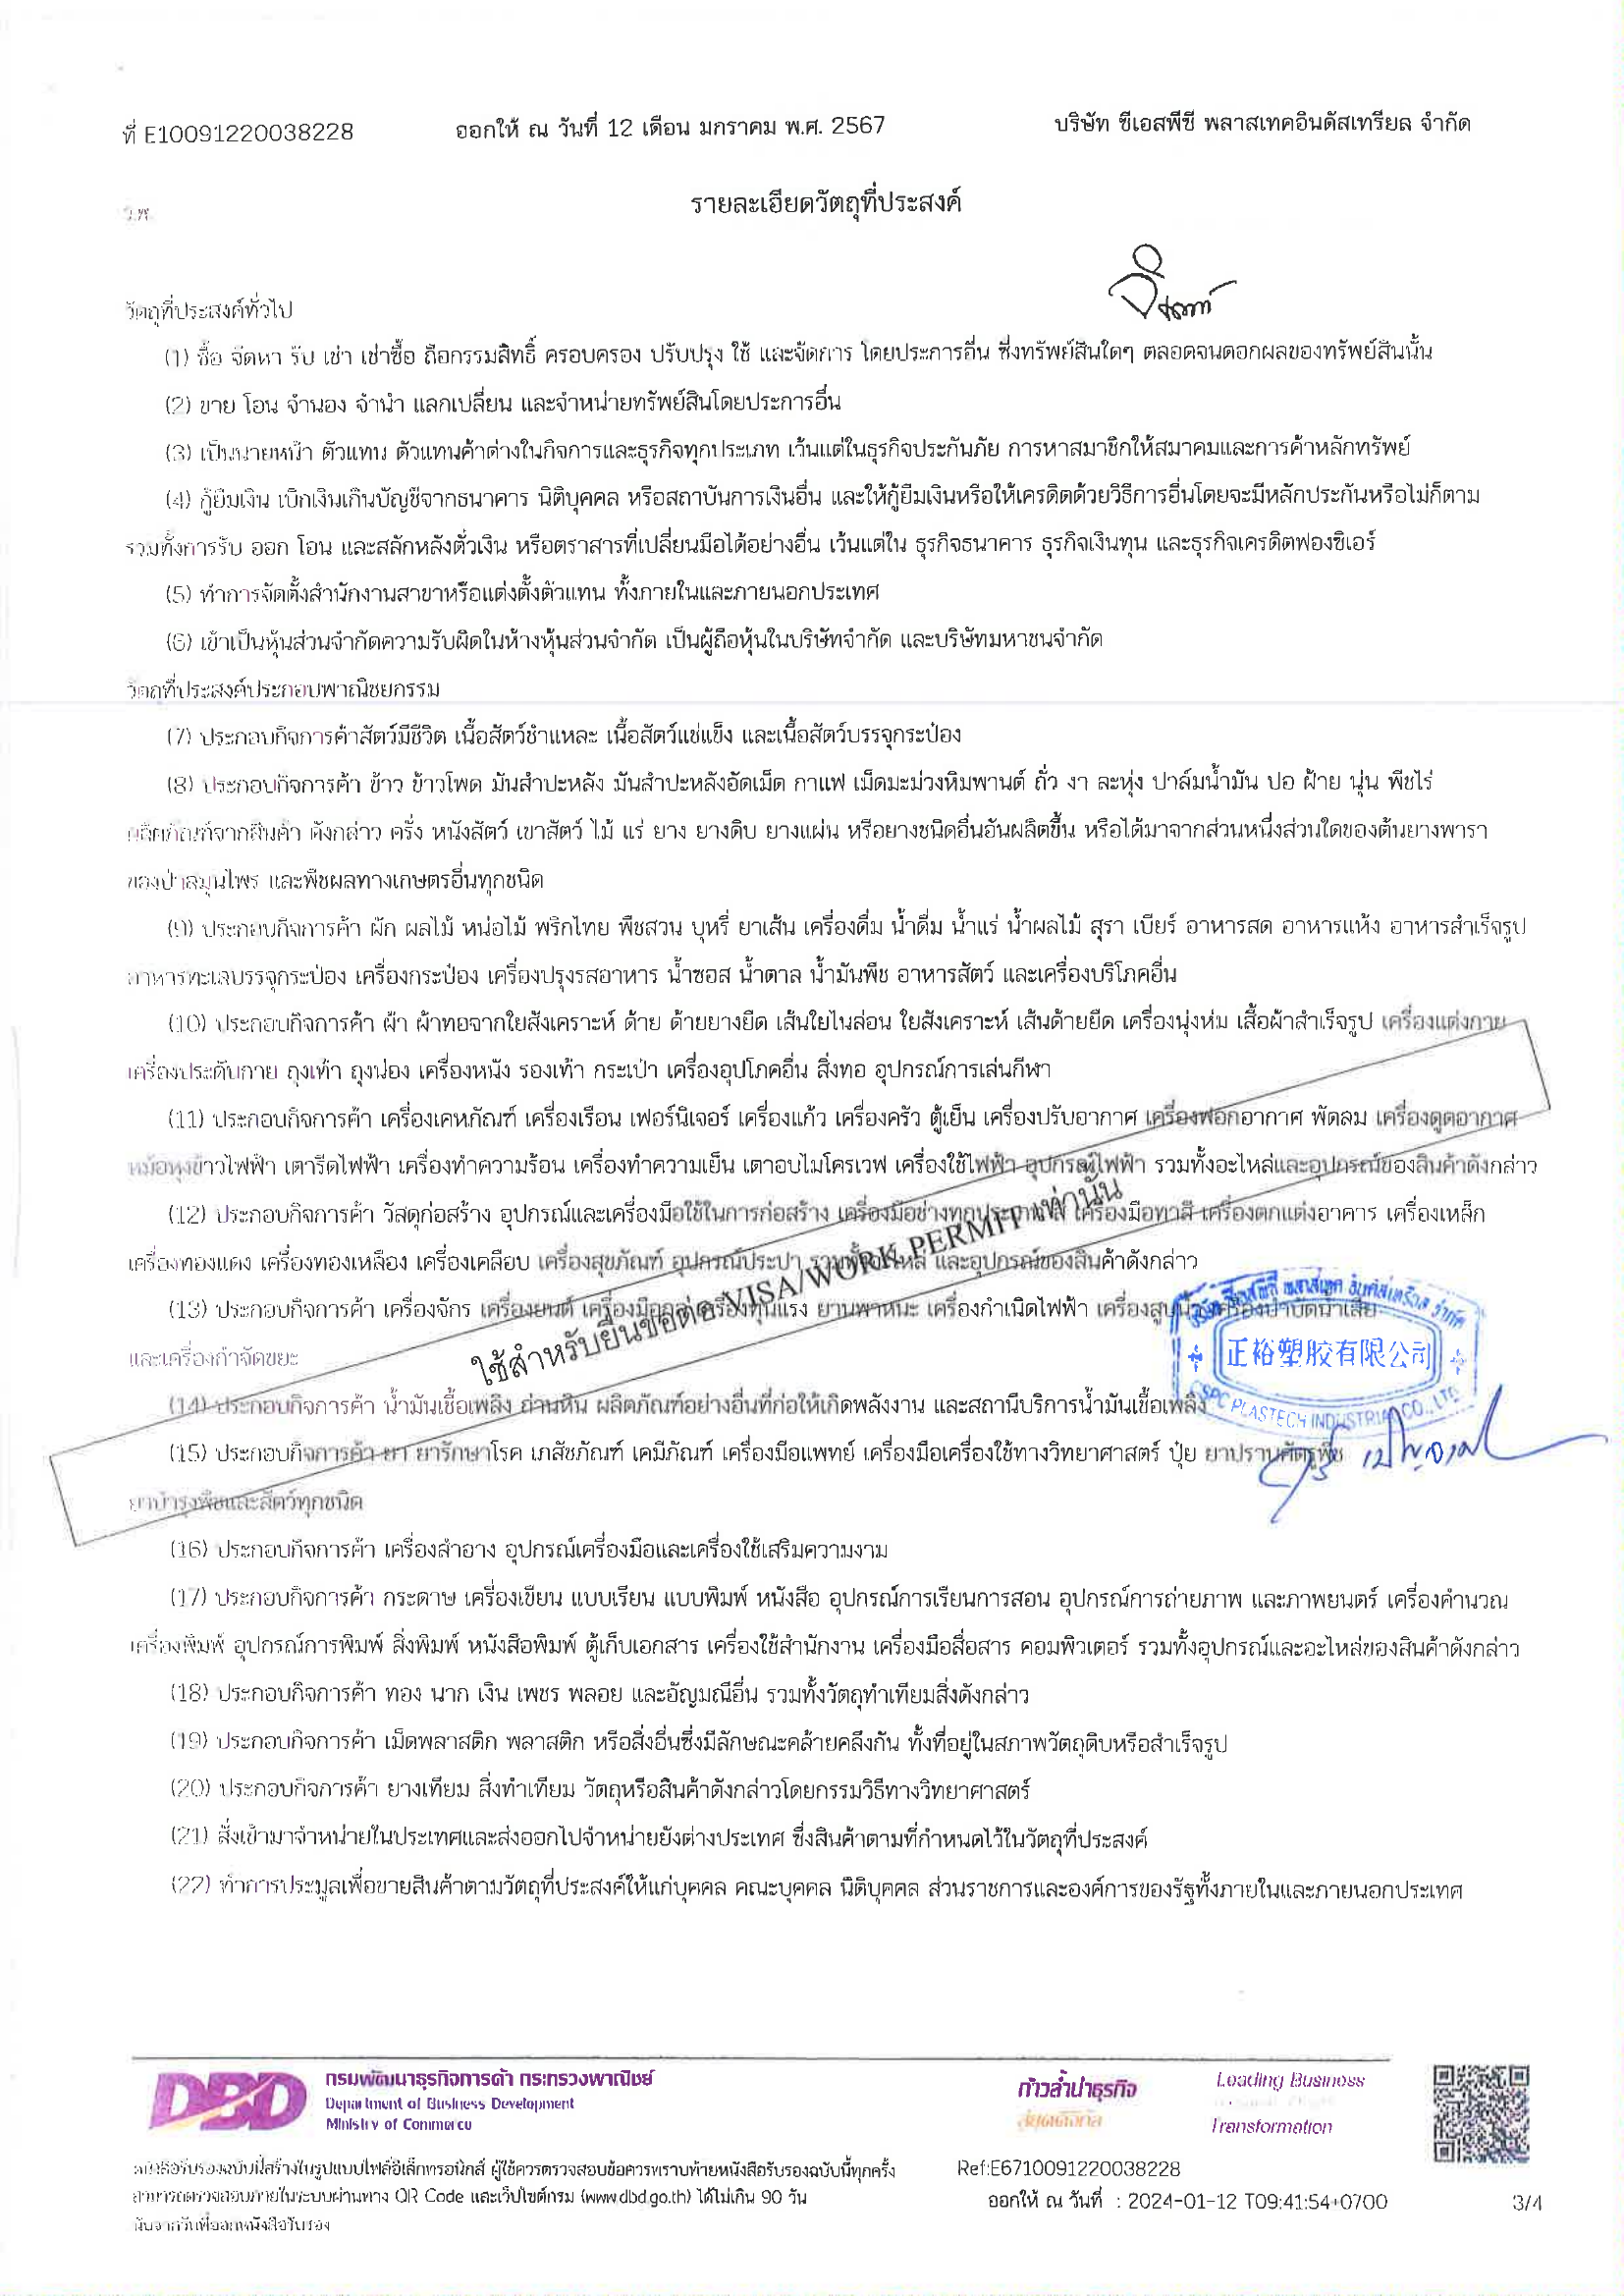 ที่ E10091220038228
ออกให้ ณ วันที่ 12 เดือน มกราคม พ.ศ. 2567
บริษัท ซีเอสพีซี พลาสเทคอินดัสเทรียล จำกัด
รายละเอียดวัตถุที่ประสงค์
วัตถุที่ประสงค์ทั่วไป
(1) ซื้อ จัดหา รับ เช่า เช่าซื้อ ถือกรรมสิทธิ์ ครอบครอง ปรับปรุง ใช้ และจัดการ โดยประการอื่น ซึ่งทรัพย์สินใดๆ ตลอดจนดอกผลของทรัพย์สินนั้น
(2) ขาย โอน จำนอง จำนำ แลกเปลี่ยน และจำหน่ายทรัพย์สินโดยประการอื่น
(3) เป็นนายหน้า ตัวแทน ตัวแทนค้าต่างในกิจการและธุรกิจทุกประเภท เว้นแต่ในธุรกิจประกันภัย การหาสมาชิกให้สมาคมและการค้าหลักทรัพย์
(4) กู้ยืมเงิน เบิกเงินเกินบัญชีจากธนาคาร นิติบุคคล หรือสถาบันการเงินอื่น และให้กู้ยืมเงินหรือให้เครดิตด้วยวิธีการอื่นโดยจะมีหลักประกันหรือไม่ก็ตาม
รวมทั้งการรับ ออก โอน และสลักหลังตั๋วเงิน หรือตราสารที่เปลี่ยนมือได้อย่างอื่น เว้นแต่ใน ธุรกิจธนาคาร ธุรกิจเงินทุน และธุรกิจเครดิตฟองซิเอร์
(5) ทำการจัดตั้งสำนักงานสาขาหรือแต่งตั้งตัวแทน ทั้งภายในและภายนอกประเทศ
(6) เข้าเป็นหุ้นส่วนจำกัดความรับผิดในห้างหุ้นส่วนจำกัด เป็นผู้ถือหุ้นในบริษัทจำกัด และบริษัทมหาชนจำกัด
วัตถุที่ประสงค์ประกอบพาณิชยกรรม
(7) ประกอบกิจการค้าสัตว์มีชีวิต เนื้อสัตว์ชำแหละ เนื้อสัตว์แช่แข็ง และเนื้อสัตว์บรรจุกระป๋อง
(8) ประกอบกิจการค้า ข้าว ข้าวโพด มันสำปะหลัง มันสำปะหลังอัดเม็ด กาแฟ เม็ดมะม่วงหิมพานต์ ถั่ว งา ละหุ่ง ปาล์มน้ำมัน ปอ ฝ้าย นุ่น พืชไร่
ผลิตภัณฑ์จากสินค้า ดังกล่าว ครั่ง หนังสัตว์ เขาสัตว์ ไม้ แร่ ยาง ยางดิบ ยางแผ่น หรือยางชนิดอื่นอันผลิตขึ้น หรือได้มาจากส่วนหนึ่งส่วนใดของต้นยางพารา
ของป่าสมุนไพร และพืชผลทางเกษตรอื่นทุกชนิด
(9) ประกอบกิจการค้า ผัก ผลไม้ หน่อไม้ พริกไทย พืชสวน บุหรี่ ยาเส้น เครื่องดื่ม น้ำดื่ม น้ำแร่ น้ำผลไม้ สุรา เบียร์ อาหารสด อาหารแห้ง อาหารสำเร็จรูป
อาหารทะเลบรรจุกระป๋อง เครื่องกระป๋อง เครื่องปรุงรสอาหาร น้ำซอส น้ำตาล น้ำมันพืช อาหารสัตว์ และเครื่องบริโภคอื่น
(10) ประกอบกิจการค้า ผ้า ผ้าทอจากใยสังเคราะห์ ด้าย ด้ายยางยืด เส้นใยไนล่อน ใยสังเคราะห์ เส้นด้ายยืด เครื่องนุ่งห่ม เสื้อผ้าสำเร็จรูป เครื่องแต่งกาย
เครื่องประดับกาย ถุงเท้า ถุงน่อง เครื่องหนัง รองเท้า กระเป๋า เครื่องอุปโภคอื่น สิ่งทอ อุปกรณ์การเล่นกีฬา
(11) ประกอบกิจการค้า เครื่องเคหภัณฑ์ เครื่องเรือน เฟอร์นิเจอร์ เครื่องแก้ว เครื่องครัว ตู้เย็น เครื่องปรับอากาศ เครื่องฟอกอากาศ พัดลม เครื่องดูดอากาศ
หม้อหุงข้าวไฟฟ้า เตารีดไฟฟ้า เครื่องทำความร้อน เครื่องทำความเย็น เตาอบไมโครเวฟ เครื่องใช้ไฟฟ้า อุปกรณ์ไฟฟ้า รวมทั้งอะไหล่และอุปกรณ์ของสินค้าดังกล่าว
(12) ประกอบกิจการค้า วัสดุก่อสร้าง อุปกรณ์และเครื่องมือใช้ในการก่อสร้าง เครื่องมือช่างทุกประเภท สี เครื่องมือทาสี เครื่องตกแต่งอาคาร เครื่องเหล็ก
เครื่องทองแดง เครื่องทองเหลือง เครื่องเคลือบ เครื่องสุขภัณฑ์ อุปกรณ์ประปา รวมทั้งอะไหล่ และอุปกรณ์ของสินค้าดังกล่าว
(13) ประกอบกิจการค้า เครื่องจักร เครื่องยนต์ เครื่องมือกล เครื่องทุ่นแรง ยานพาหนะ เครื่องกำเนิดไฟฟ้า เครื่องสูบน้ำ เครื่องบำบัดน้ำเสีย
และเครื่องกำจัดขยะ
ใช้สำหรับยื่นขอต่อ VISA/WORK PERMIT เท่านั้น
正裕塑胶有限公司
CSPC PLASTECH INDUSTRIAL CO., LTD.
(14) ประกอบกิจการค้า น้ำมันเชื้อเพลิง ถ่านหิน ผลิตภัณฑ์อย่างอื่นที่ก่อให้เกิดพลังงาน และสถานีบริการน้ำมันเชื้อเพลิง
(15) ประกอบกิจการค้า ยา ยารักษาโรค เภสัชภัณฑ์ เคมีภัณฑ์ เครื่องมือแพทย์ เครื่องมือเครื่องใช้ทางวิทยาศาสตร์ ปุ๋ย ยาปราบศัตรูพืช
ยาบำรุงพืชและสัตว์ทุกชนิด
(16) ประกอบกิจการค้า เครื่องสำอาง อุปกรณ์เครื่องมือและเครื่องใช้เสริมความงาม
(17) ประกอบกิจการค้า กระดาษ เครื่องเขียน แบบเรียน แบบพิมพ์ หนังสือ อุปกรณ์การเรียนการสอน อุปกรณ์การถ่ายภาพ และภาพยนตร์ เครื่องคำนวณ
เครื่องพิมพ์ อุปกรณ์การพิมพ์ สิ่งพิมพ์ หนังสือพิมพ์ ตู้เก็บเอกสาร เครื่องใช้สำนักงาน เครื่องมือสื่อสาร คอมพิวเตอร์ รวมทั้งอุปกรณ์และอะไหล่ของสินค้าดังกล่าว
(18) ประกอบกิจการค้า ทอง นาก เงิน เพชร พลอย และอัญมณีอื่น รวมทั้งวัตถุทำเทียมสิ่งดังกล่าว
(19) ประกอบกิจการค้า เม็ดพลาสติก พลาสติก หรือสิ่งอื่นซึ่งมีลักษณะคล้ายคลึงกัน ทั้งที่อยู่ในสภาพวัตถุดิบหรือสำเร็จรูป
(20) ประกอบกิจการค้า ยางเทียม สิ่งทำเทียม วัตถุหรือสินค้าดังกล่าวโดยกรรมวิธีทางวิทยาศาสตร์
(21) สั่งเข้ามาจำหน่ายในประเทศและส่งออกไปจำหน่ายยังต่างประเทศ ซึ่งสินค้าตามที่กำหนดไว้ในวัตถุที่ประสงค์
(22) ทำการประมูลเพื่อขายสินค้าตามวัตถุที่ประสงค์ให้แก่บุคคล คณะบุคคล นิติบุคคล ส่วนราชการและองค์การของรัฐทั้งภายในและภายนอกประเทศ
DBD
กรมพัฒนาธุรกิจการค้า กระทรวงพาณิชย์
Department of Business Development
Ministry of Commerce
ก้าวล้ำนำธุรกิจ
Leading Business
Transformation
หนังสือรับรองฉบับนี้สร้างในรูปแบบไฟล์อิเล็กทรอนิกส์ ผู้ใช้ควรตรวจสอบข้อควรทราบท้ายหนังสือรับรองฉบับนี้ทุกครั้ง
สามารถตรวจสอบภายในระบบผ่านทาง QR Code และเว็บไซต์กรม (www.dbd.go.th) ได้ไม่เกิน 90 วัน
นับจากวันที่ออกหนังสือรับรอง
Ref:E6710091220038228
ออกให้ ณ วันที่ : 2024-01-12 T09:41:54+0700
3/4